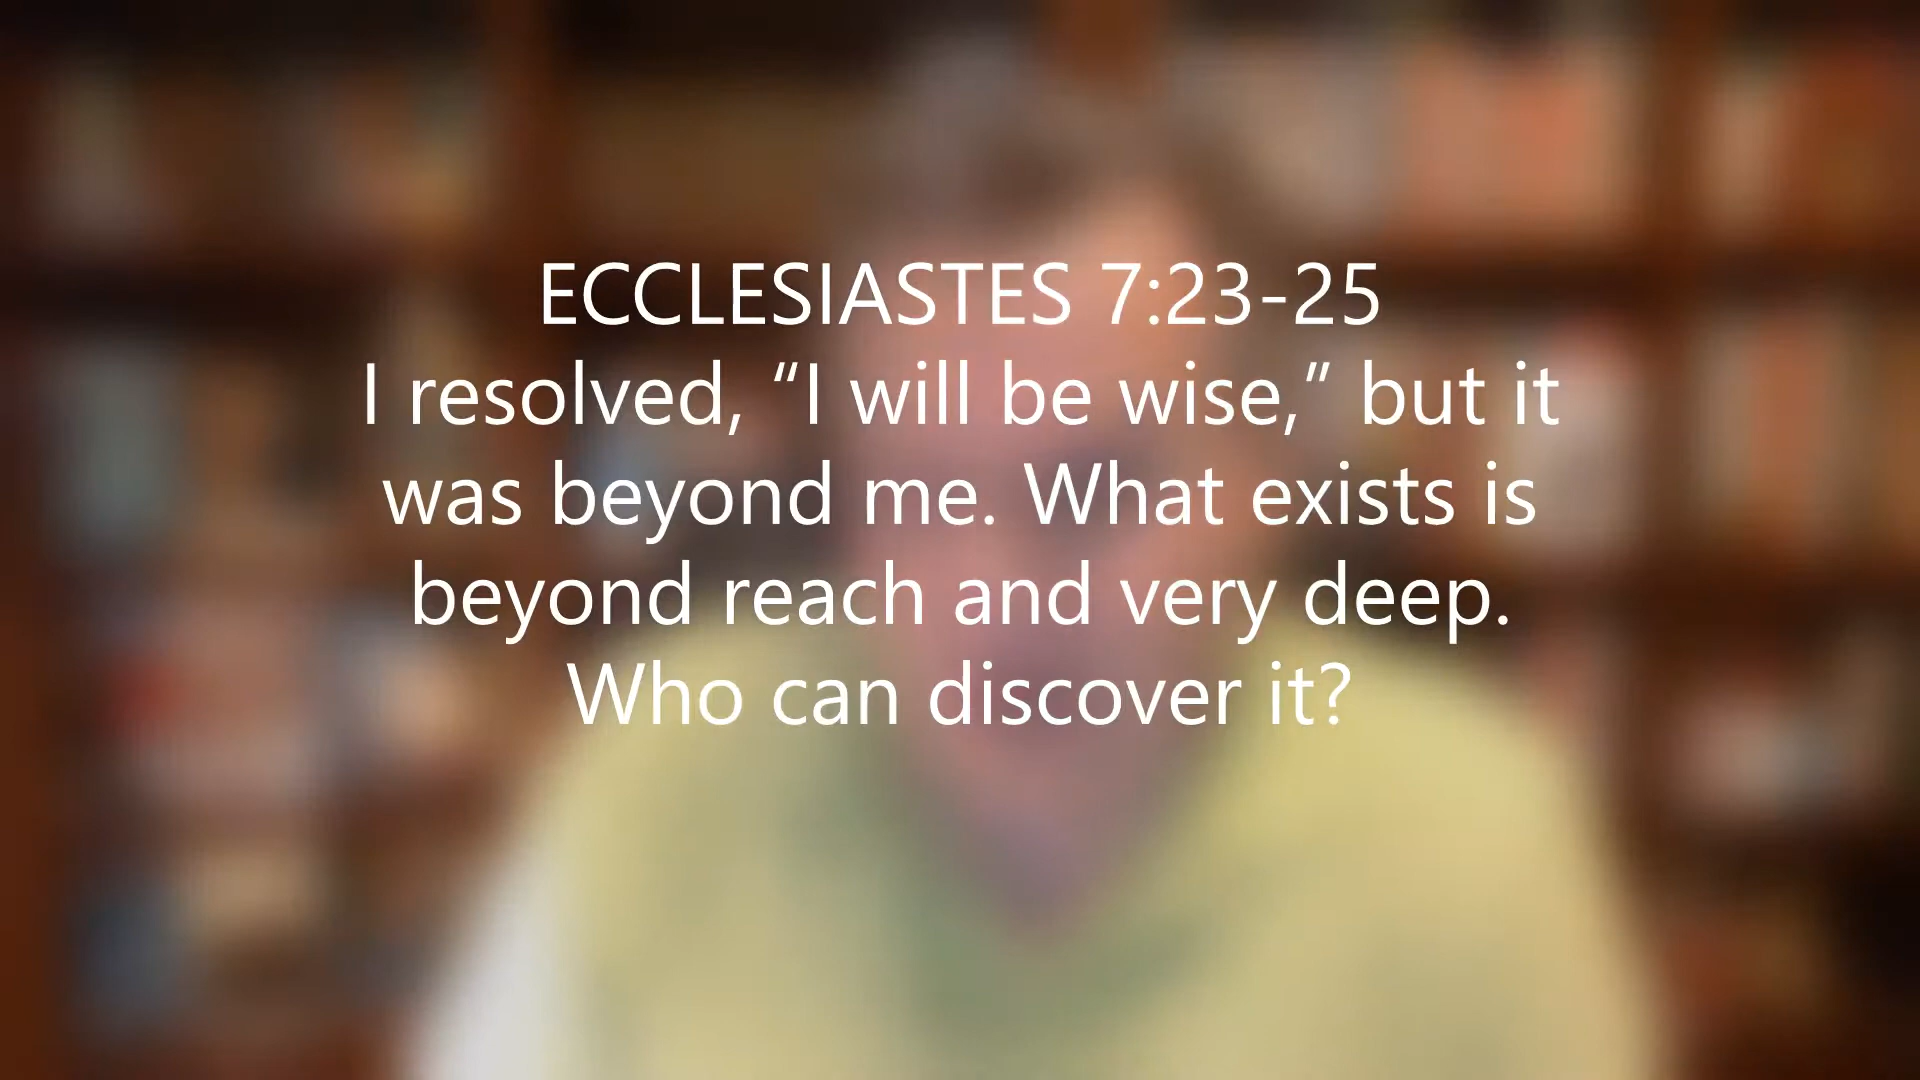 ECCLESIASTES 7:23-25
I resolved, “I will be wise,” but it
was beyond me. What exists is
beyond reach and very deep.
Who can discover it?